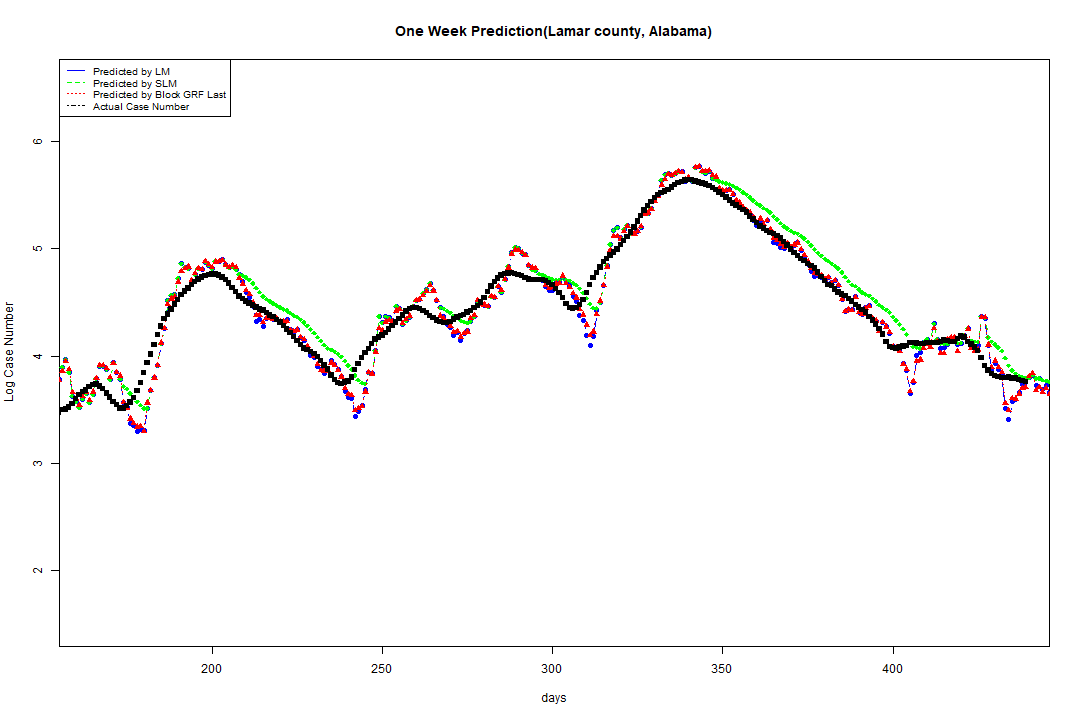 One Week Prediction(Lamar county, Alabama)
Predicted by LM
Predicted by SLM
Predicted by Block GRF Last
Actual Case Number
Log Case Number
6
5
4
3
2
200 250 300 350 400
days